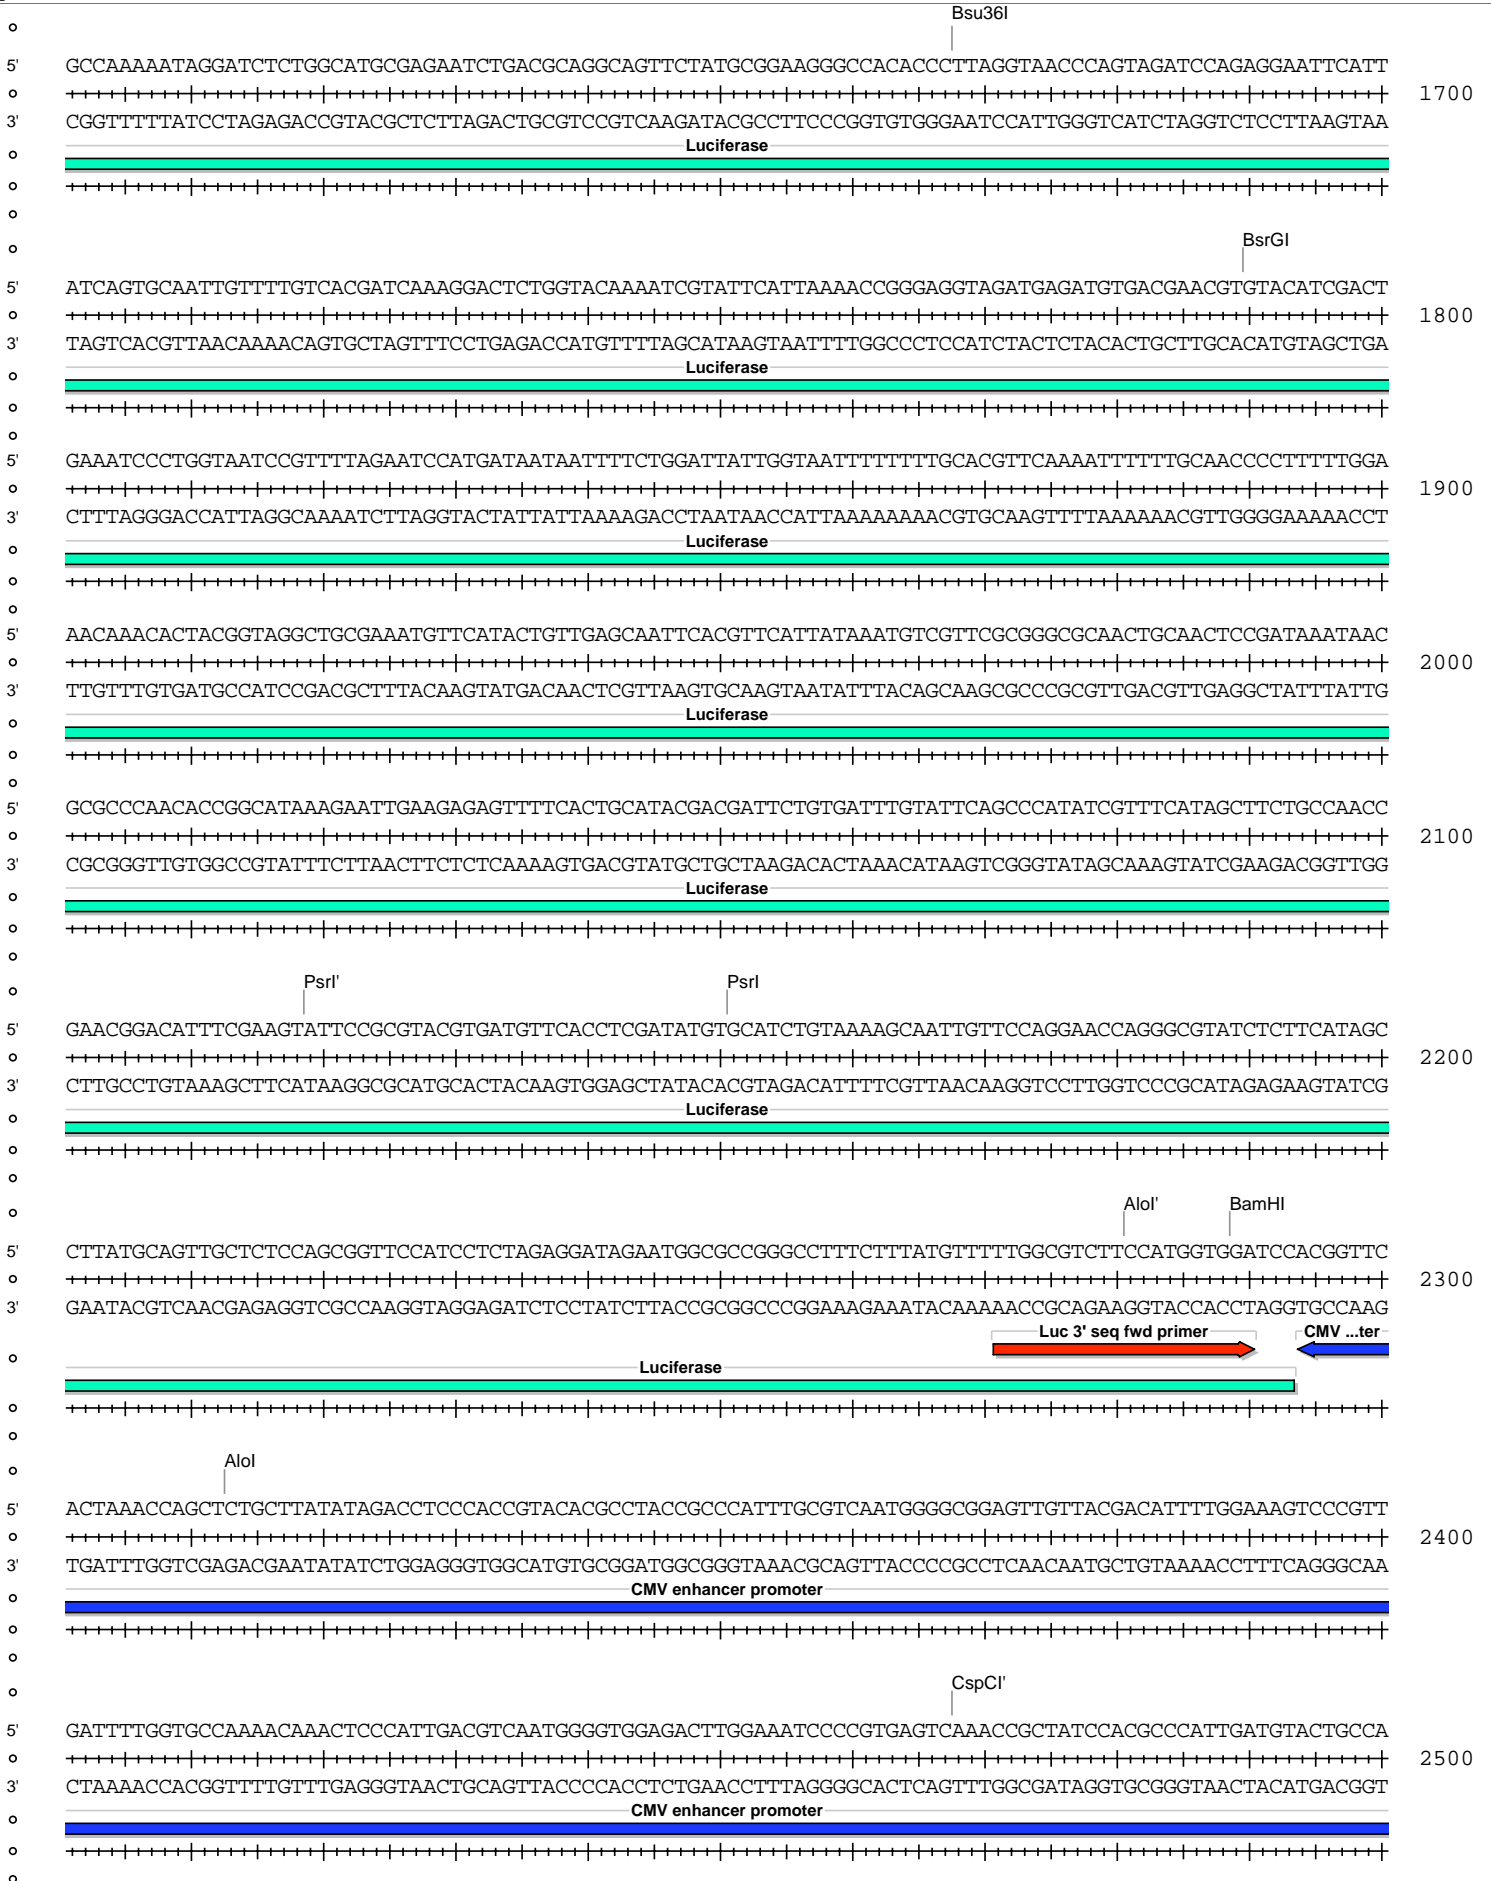 Bsu36I
5' GCCAAAAATAGGATCTCTGGCATGCGAGAATCTGACGCAGGCAGTTCTATGCGGAAGGGCCACACCCTTAGGTAACCCAGTAGATCCAGAGGAATTCATT
1700
3' CGGTTTTTATCCTAGAGACCGTACGCTCTTAGACTGCGTCCGTCAAGATACGCCTTCCCGGTGTGGGAATCCATTGGGTCATCTAGGTCTCCTTAAGTAA
Luciferase
BsrGI
5' ATCAGTGCAATTGTTTTGTCACGATCAAAGGACTCTGGTACAAAATCGTATTCATTAAAACCGGGAGGTAGATGAGATGTGACGAACGTGTACATCGACT
1800
3' TAGTCACGTTAACAAAACAGTGCTAGTTTCCTGAGACCATGTTTTAGCATAAGTAATTTTGGCCCTCCATCTACTCTACACTGCTTGCACATGTAGCTGA
Luciferase
5' GAAATCCCTGGTAATCCGTTTTAGAATCCATGATAATAATTTTCTGGATTATTGGTAATTTTTTTTGCACGTTCAAAATTTTTTGCAACCCCTTTTTGGA
1900
3' CTTTAGGGACCATTAGGCAAAATCTTAGGTACTATTATTAAAAGACCTAATAACCATTAAAAAAAACGTGCAAGTTTTAAAAAACGTTGGGGAAAAACCT
Luciferase
5' AACAAACACTACGGTAGGCTGCGAAATGTTCATACTGTTGAGCAATTCACGTTCATTATAAATGTCGTTCGCGGGCGCAACTGCAACTCCGATAAATAAC
2000
3' TTGTTTGTGATGCCATCCGACGCTTTACAAGTATGACAACTCGTTAAGTGCAAGTAATATTTACAGCAAGCGCCCGCGTTGACGTTGAGGCTATTTATTG
Luciferase
5' GCGCCCAACACCGGCATAAAGAATTGAAGAGAGTTTTCACTGCATACGACGATTCTGTGATTTGTATTCAGCCCATATCGTTTCATAGCTTCTGCCAACC
2100
3' CGCGGGTTGTGGCCGTATTTCTTAACTTCTCTCAAAAGTGACGTATGCTGCTAAGACACTAAACATAAGTCGGGTATAGCAAAGTATCGAAGACGGTTGG
Luciferase
PsrI' PsrI
5' GAACGGACATTTCGAAGTATTCCGCGTACGTGATGTTCACCTCGATATGTGCATCTGTAAAAGCAATTGTTCCAGGAACCAGGGCGTATCTCTTCATAGC
2200
3' CTTGCCTGTAAAGCTTCATAAGGCGCATGCACTACAAGTGGAGCTATACACGTAGACATTTTCGTTAACAAGGTCCTTGGTCCCGCATAGAGAAGTATCG
Luciferase
AloI' BamHI
5' CTTATGCAGTTGCTCTCCAGCGGTTCCATCCTCTAGAGGATAGAATGGCGCCGGGCCTTTCTTTATGTTTTTGGCGTCTTCCATGGTGGATCCACGGTTC
2300
3' GAATACGTCAACGAGAGGTCGCCAAGGTAGGAGATCTCCTATCTTACCGCGGCCCGGAAAGAAATACAAAAACCGCAGAAGGTACCACCTAGGTGCCAAG
Luc 3' seq fwd primer CMV ...ter
Luciferase
AloI
5' ACTAAACCAGCTCTGCTTATATAGACCTCCCACCGTACACGCCTACCGCCCATTTGCGTCAATGGGGCGGAGTTGTTACGACATTTTGGAAAGTCCCGTT
2400
3' TGATTTGGTCGAGACGAATATATCTGGAGGGTGGCATGTGCGGATGGCGGGTAAACGCAGTTACCCCGCCTCAACAATGCTGTAAAACCTTTCAGGGCAA
CMV enhancer promoter
CspCI'
5' GATTTTGGTGCCAAAACAAACTCCCATTGACGTCAATGGGGTGGAGACTTGGAAATCCCCGTGAGTCAAACCGCTATCCACGCCCATTGATGTACTGCCA
2500
3' CTAAAACCACGGTTTTGTTTGAGGGTAACTGCAGTTACCCCACCTCTGAACCTTTAGGGGCACTCAGTTTGGCGATAGGTGCGGGTAACTACATGACGGT
CMV enhancer promoter